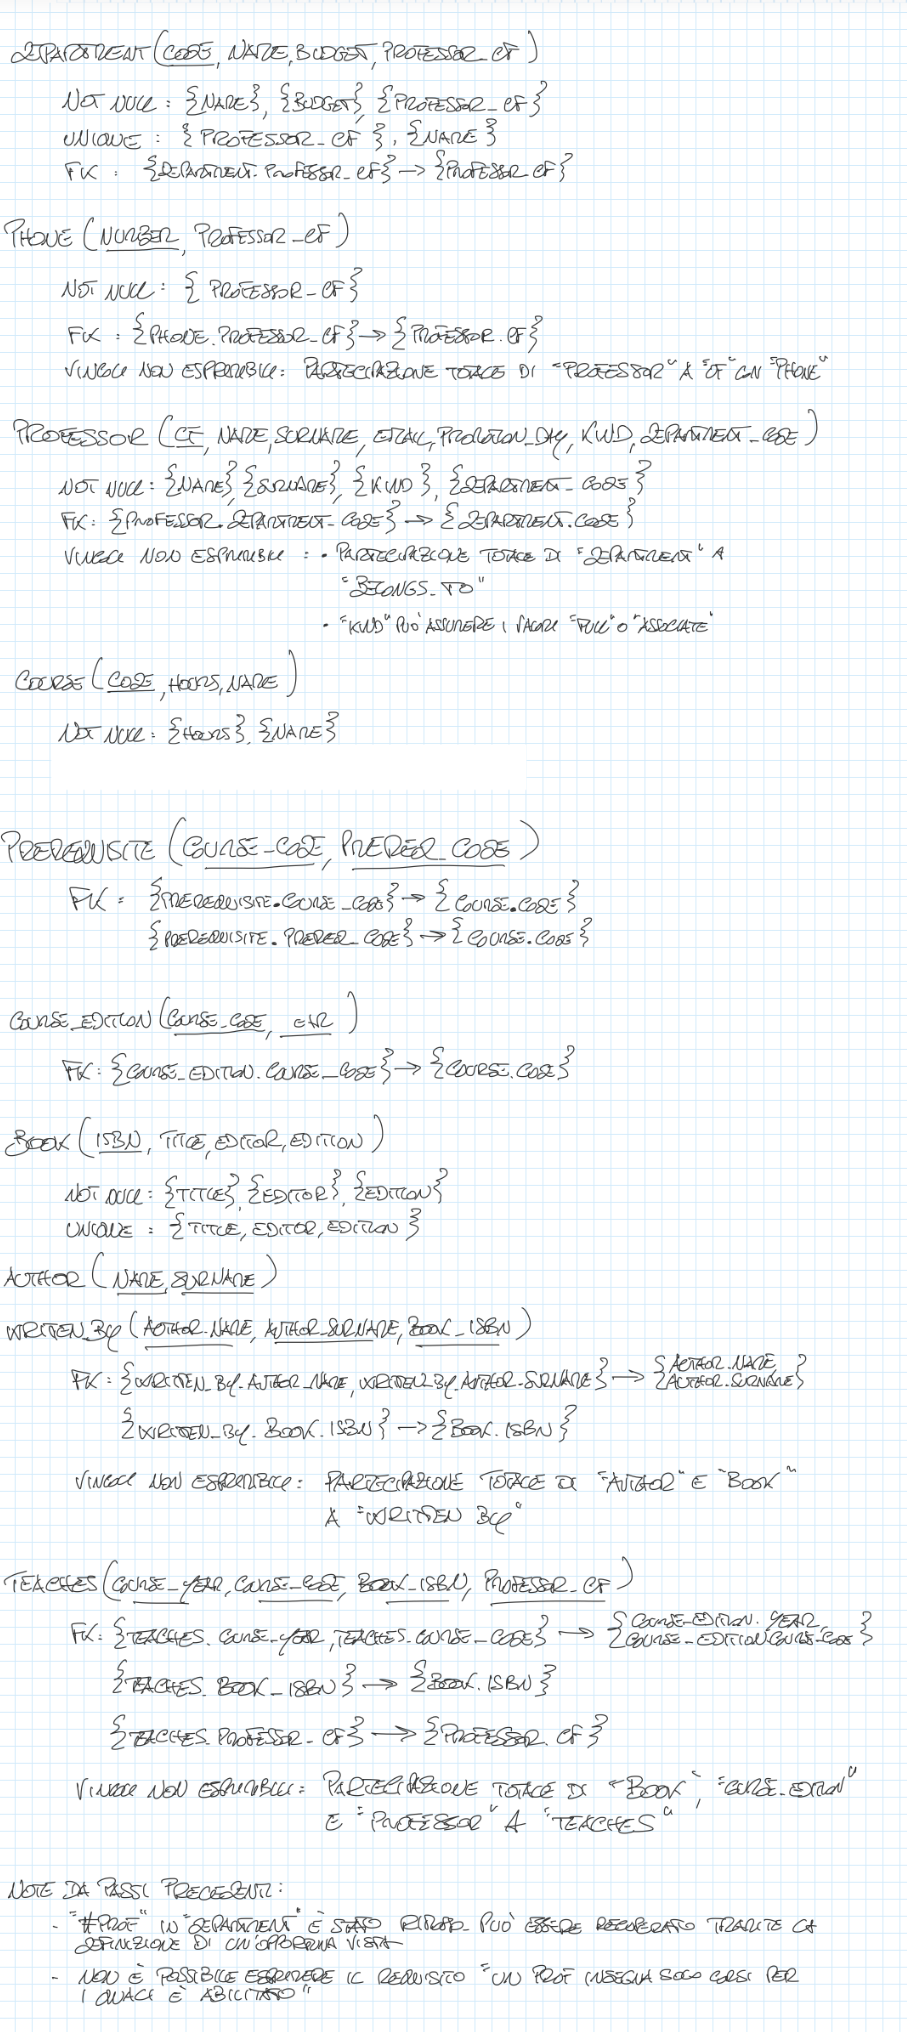 DEPARTMENT (CODE, NAME, BUDGET, PROFESSOR_CF)
NOT NULL : {NAME}, {BUDGET}, {PROFESSOR_CF}
UNIQUE : {PROFESSOR_CF}, {NAME}
FK : {DEPARTMENT.PROFESSOR_CF} → {PROFESSOR.CF}
PHONE (NUMBER, PROFESSOR_CF)
NOT NULL : {PROFESSOR_CF}
FK : {PHONE.PROFESSOR_CF} → {PROFESSOR.CF}
VINCOLI NON ESPRIMIBILI: PARTECIPAZIONE TOTALE DI "PROFESSOR" A "OF" CON "PHONE"
PROFESSOR (CF, NAME, SURNAME, EMAIL, PROMOTION_DAY, KIND, DEPARTMENT_CODE)
NOT NULL : {NAME}, {SURNAME}, {KIND}, {DEPARTMENT_CODE}
FK: {PROFESSOR.DEPARTMENT_CODE} → {DEPARTMENT.CODE}
VINCOLI NON ESPRIMIBILI : • PARTECIPAZIONE TOTALE DI "DEPARTMENT" A
"BELONGS_TO"
• "KIND" PUÒ ASSUMERE I VALORI "FULL" O "ASSOCIATE"
COURSE (CODE, HOURS, NAME)
NOT NULL : {HOURS}, {NAME}
PREREQUISITE (COURSE_CODE, PREREQ_CODE)
FK : {PREREQUISITE.COURSE_CODE} → {COURSE.CODE}
{PREREQUISITE.PREREQ_CODE} → {COURSE.CODE}
COURSE_EDITION (COURSE_CODE, EAR)
FK : {COURSE_EDITION.COURSE_CODE} → {COURSE.CODE}
BOOK (ISBN, TITLE, EDITOR, EDITION)
NOT NULL : {TITLE}, {EDITOR}, {EDITION}
UNIQUE : {TITLE, EDITOR, EDITION}
AUTHOR (NAME, SURNAME)
WRITTEN_BY (AUTHOR_NAME, AUTHOR_SURNAME, BOOK_ISBN)
FK : {WRITTEN_BY.AUTHOR_NAME, WRITTEN_BY.AUTHOR_SURNAME} → {AUTHOR.NAME, AUTHOR.SURNAME}
{WRITTEN_BY.BOOK.ISBN} → {BOOK.ISBN}
VINCOLI NON ESPRIMIBILI: PARTECIPAZIONE TOTALE DI "AUTHOR" E "BOOK"
A "WRITTEN BY"
TEACHES (COURSE_YEAR, COURSE_CODE, BOOK_ISBN, PROFESSOR_CF)
FK: {TEACHES.COURSE_YEAR, TEACHES.COURSE_CODE} → {COURSE_EDITION.YEAR, COURSE_EDITION.COURSE_CODE}
{TEACHES.BOOK_ISBN} → {BOOK.ISBN}
{TEACHES.PROFESSOR_CF} → {PROFESSOR.CF}
VINCOLI NON ESPRIMIBILI: PARTECIPAZIONE TOTALE DI "BOOK", "COURSE_EDITION"
E "PROFESSOR" A "TEACHES"
NOTE DA PASSI PRECEDENTI:
- "#PROF" IN "DEPARTMENT" È STATO RIMOSSO. PUÒ ESSERE RECUPERATO TRAMITE LA
DEFINIZIONE DI UN'OPPORTUNA VISTA
- NON È POSSIBILE ESPRIMERE IL REQUISITO "UN PROF INSEGNA SOLO CORSI PER
I QUALI È ABILITATO"